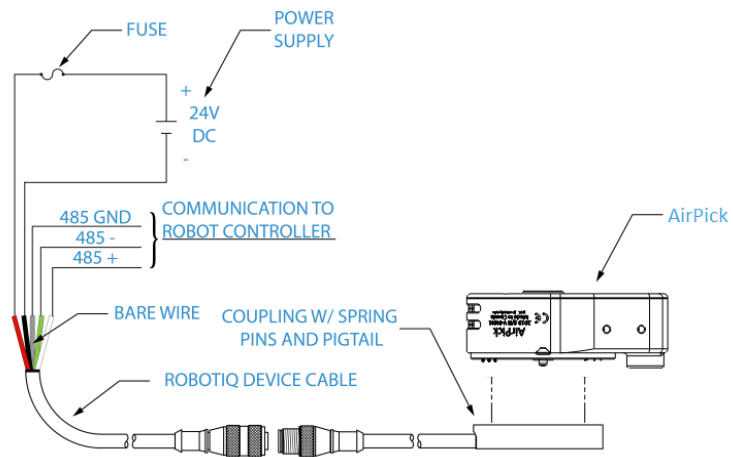 FUSE
POWER
SUPPLY
+
24V
DC
-
485 GND
485 -
485 +
COMMUNICATION TO
ROBOT CONTROLLER
AirPick
BARE WIRE
COUPLING W/ SPRING
PINS AND PIGTAIL
ROBOTIQ DEVICE CABLE
AirPick